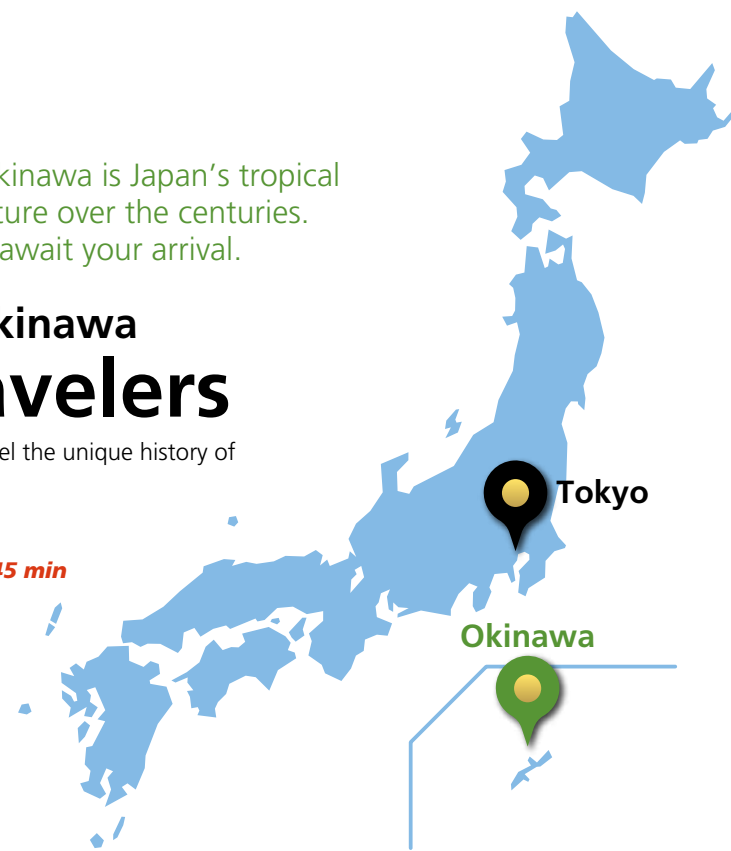 kinawa is Japan's tropical
ture over the centuries.
await your arrival.
kinawa
avelers
el the unique history of
45 min
Tokyo
Okinawa